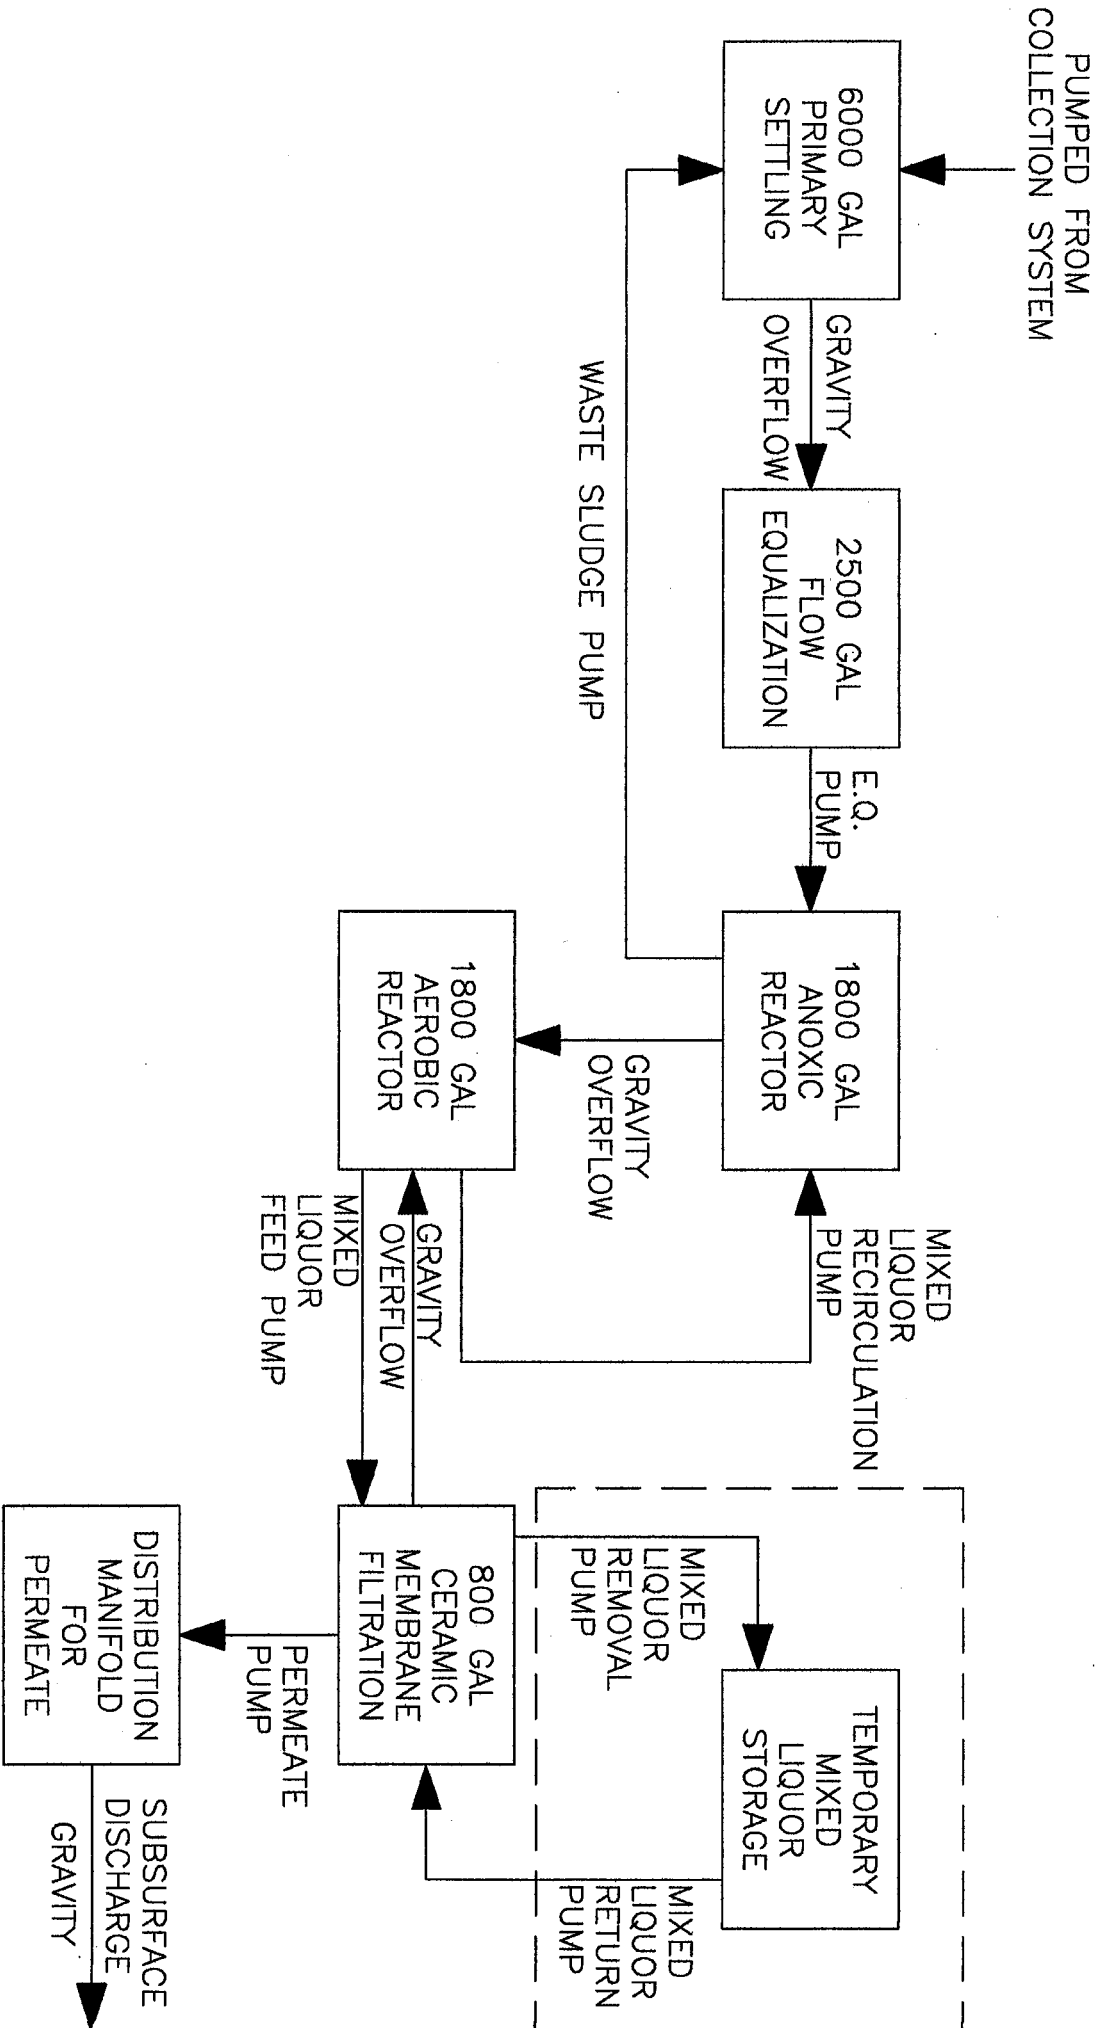 PUMPED FROM
COLLECTION SYSTEM
6000 GAL
PRIMARY
SETTLING
GRAVITY
OVERFLOW
2500 GAL
FLOW
EQUALIZATION
E.Q.
PUMP
1800 GAL
ANOXIC
REACTOR
MIXED
LIQUOR
RECIRCULATION
PUMP
WASTE SLUDGE PUMP
GRAVITY
OVERFLOW
1800 GAL
AEROBIC
REACTOR
GRAVITY
OVERFLOW
MIXED
LIQUOR
FEED PUMP
800 GAL
CERAMIC
MEMBRANE
FILTRATION
MIXED
LIQUOR
REMOVAL
PUMP
TEMPORARY
MIXED
LIQUOR
STORAGE
MIXED
LIQUOR
RETURN
PUMP
PERMEATE
PUMP
DISTRIBUTION
MANIFOLD
FOR
PERMEATE
SUBSURFACE
DISCHARGE
GRAVITY